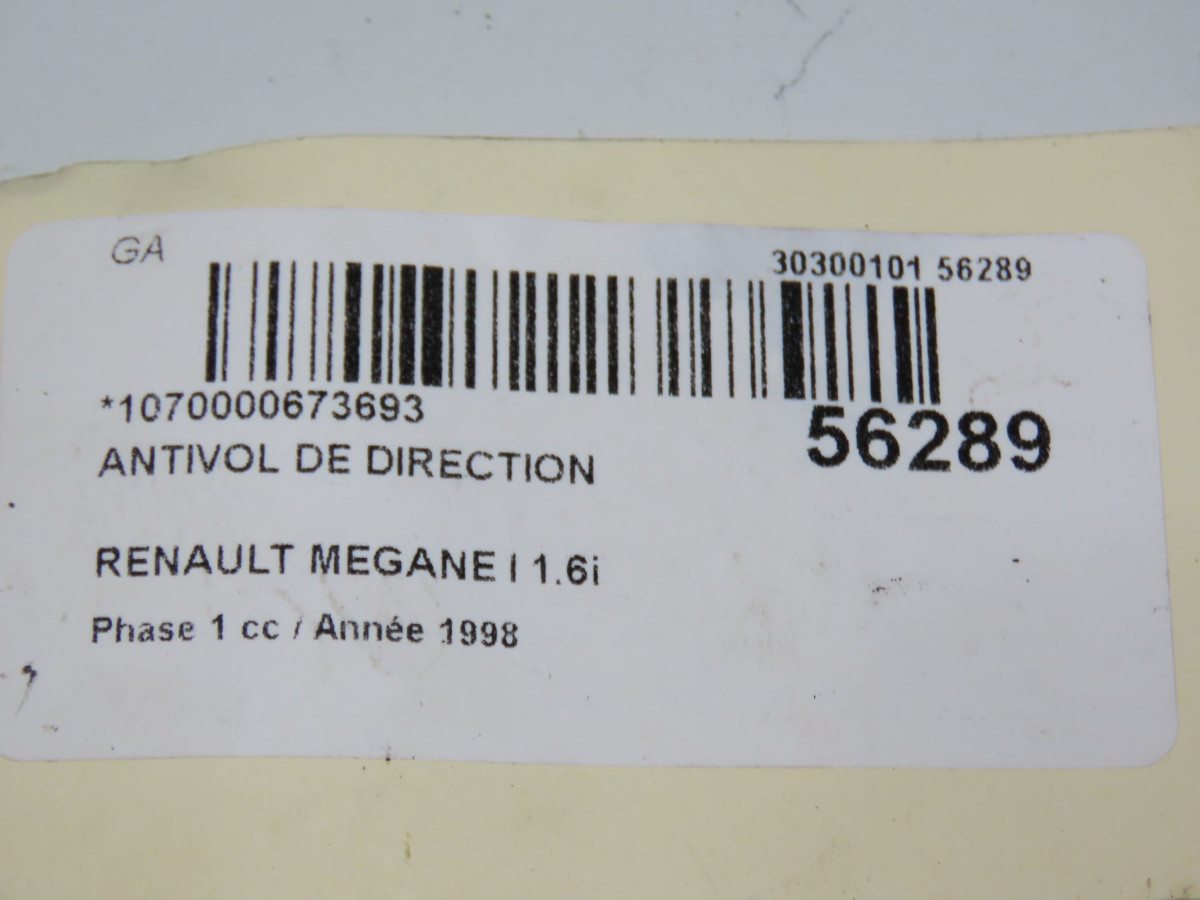 GA
30300101 56289
*1070000673693
56289
ANTIVOL DE DIRECTION
RENAULT MEGANE I 1.6i
Phase 1 cc / Année 1998